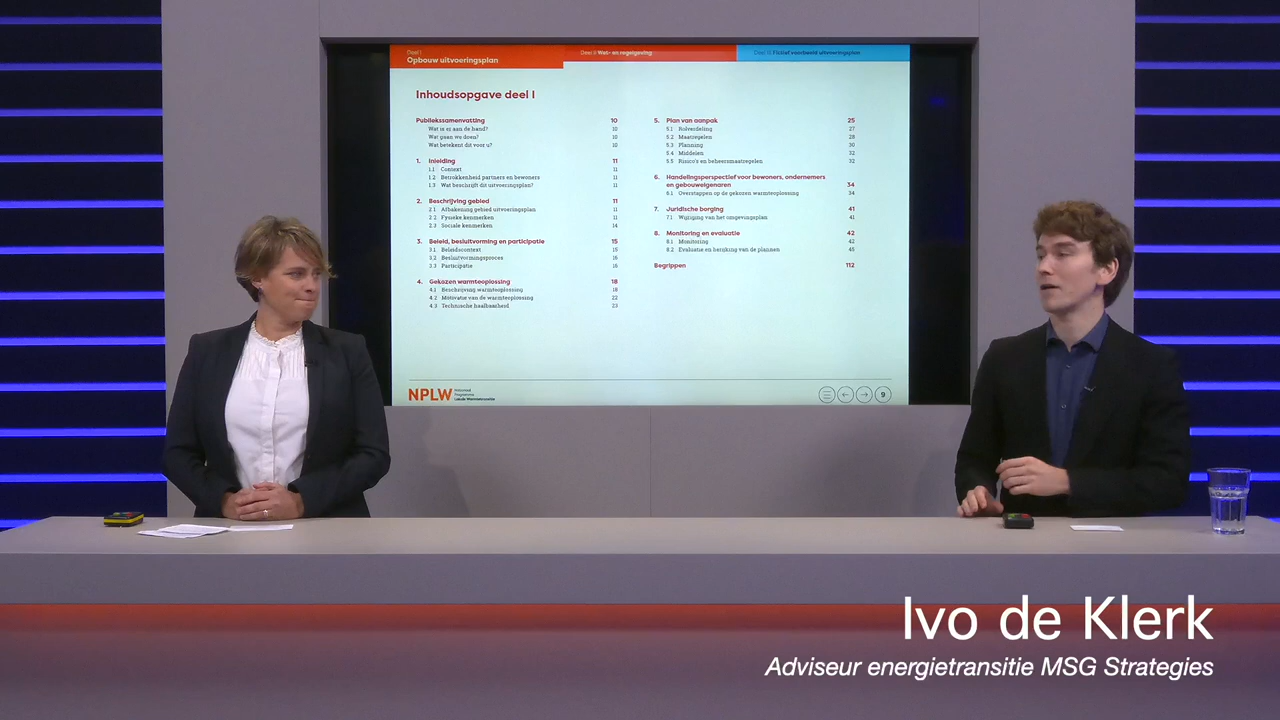 Deel I
Opbouw uitvoeringsplan
Deel II Wet- en regelgeving
Deel III Fictief voorbeeld uitvoeringsplan
Inhoudsopgave deel I
Publiekssamenvatting 10
Wat is er aan de hand? 10
Wat gaan we doen? 10
Wat betekent dit voor u? 10
1. Inleiding 11
1.1 Context 11
1.2 Betrokkenheid partners en bewoners 11
1.3 Wat beschrijft dit uitvoeringsplan? 11
2. Beschrijving gebied 11
2.1 Afbakening gebied uitvoeringsplan 11
2.2 Fysieke kenmerken 11
2.3 Sociale kenmerken 14
3. Beleid, besluitvorming en participatie 15
3.1 Beleidscontext 15
3.2 Besluitvormingsproces 16
3.3 Participatie 16
4. Gekozen warmteoplossing 18
4.1 Beschrijving warmteoplossing 18
4.2 Motivatie van de warmteoplossing 22
4.3 Technische haalbaarheid 23
5. Plan van aanpak 25
5.1 Rolverdeling 27
5.2 Maatregelen 28
5.3 Planning 30
5.4 Middelen 32
5.5 Risico's en beheersmaatregelen 32
6. Handelingsperspectief voor bewoners, ondernemers
en gebouweigenaren 34
6.1 Overstappen op de gekozen warmteoplossing 34
7. Juridische borging 41
7.1 Wijziging van het omgevingsplan 41
8. Monitoring en evaluatie 42
8.1 Monitoring 42
8.2 Evaluatie en herijking van de plannen 45
Begrippen 112
NPLW
Nationaal
Programma
Lokale Warmtetransitie
9
Ivo de Klerk
Adviseur energietransitie MSG Strategies